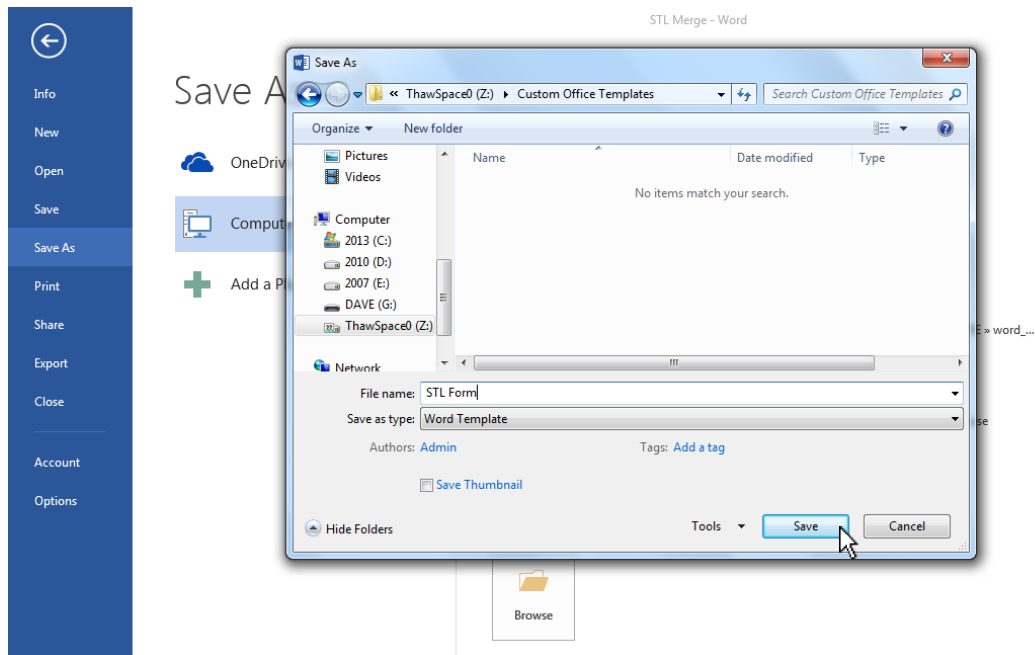 STL Merge - Word
Info
New
Open
Save
Save As
Print
Share
Export
Close
Account
Options
Save A
OneDriv
Comput
Add a P
Save As
« ThawSpace0 (Z:) Custom Office Templates
Search Custom Office Templates
Organize New folder
Pictures
Videos
Computer
2013 (C:)
2010 (D:)
2007 (E:)
DAVE (G:)
ThawSpace0 (Z:)
Network
Name Date modified Type
No items match your search.
File name: STL Form
Save as type: Word Template
Authors: Admin Tags: Add a tag
Save Thumbnail
Hide Folders Tools Save Cancel
E » word_...
se
Browse